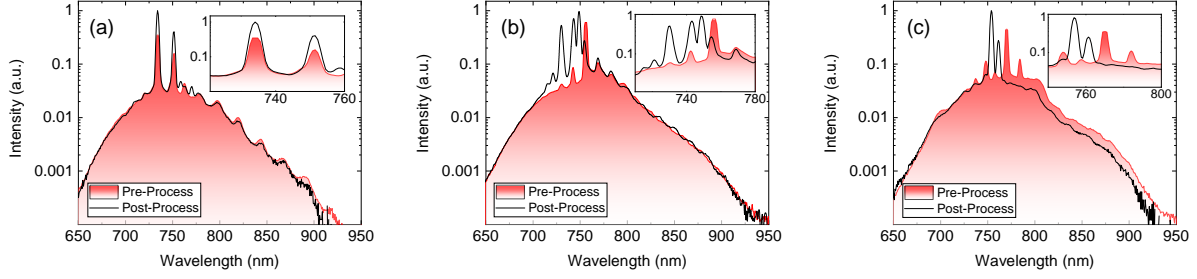 (a)
1
0.1
0.01
0.001
Intensity (a.u.)
0.1
740
760
Pre-Process
Post-Process
650 700 750 800 850 900 950
Wavelength (nm)
(b)
1
0.1
0.01
0.001
Intensity (a.u.)
0.1
740
780
Pre-Process
Post-Process
650 700 750 800 850 900 950
Wavelength (nm)
(c)
1
0.1
0.01
0.001
Intensity (a.u.)
0.1
760
800
Pre-Process
Post-Process
650 700 750 800 850 900 950
Wavelength (nm)